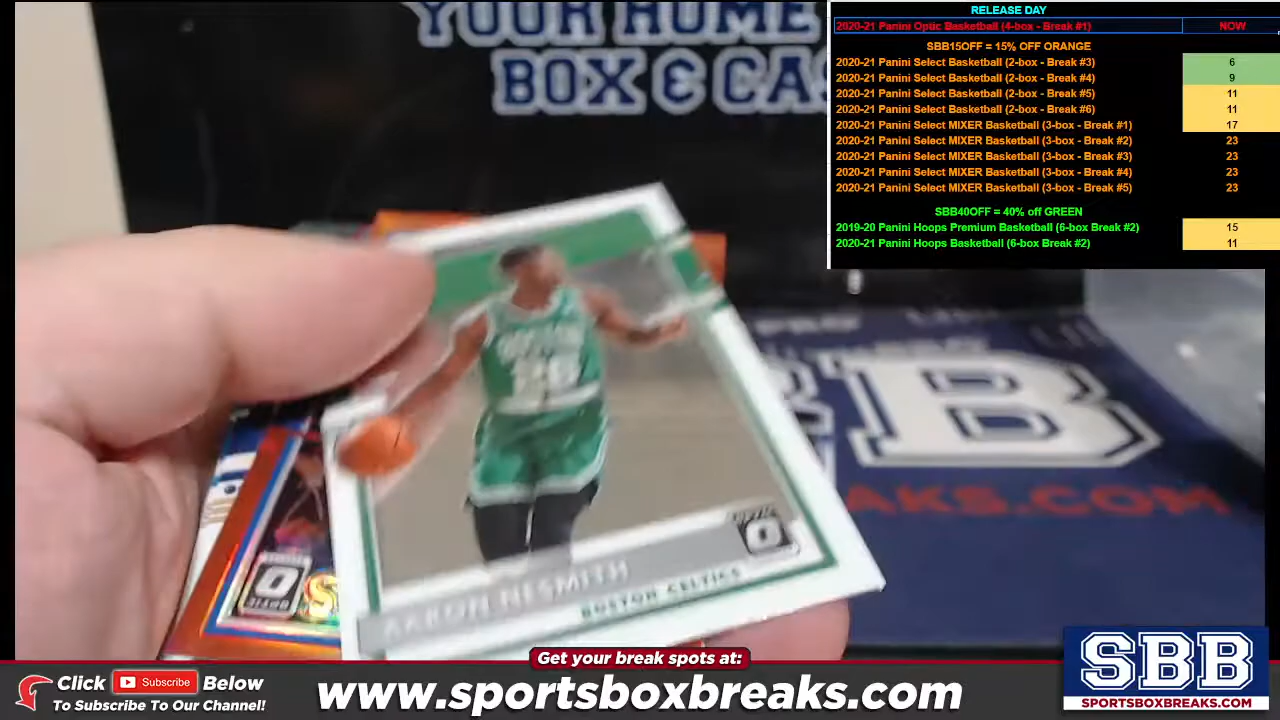 YOUR HOME
BOX & CA
RELEASE DAY
2020-21 Panini Optic Basketball (4-box - Break #1) NOW
SBB15OFF = 15% OFF ORANGE
2020-21 Panini Select Basketball (2-box - Break #3) 6
2020-21 Panini Select Basketball (2-box - Break #4) 9
2020-21 Panini Select Basketball (2-box - Break #5) 11
2020-21 Panini Select Basketball (2-box - Break #6) 11
2020-21 Panini Select MIXER Basketball (3-box - Break #1) 17
2020-21 Panini Select MIXER Basketball (3-box - Break #2) 23
2020-21 Panini Select MIXER Basketball (3-box - Break #3) 23
2020-21 Panini Select MIXER Basketball (3-box - Break #4) 23
2020-21 Panini Select MIXER Basketball (3-box - Break #5) 23
SBB40OFF = 40% off GREEN
2019-20 Panini Hoops Premium Basketball (6-box Break #2) 15
2020-21 Panini Hoops Basketball (6-box Break #2) 11
B
AKS.COM
26
OPTIC
O
AARON NESMITH
BOSTON CELTICS
O
OPTIC
Get your break spots at:
Click Subscribe Below
To Subscribe To Our Channel!
www.sportsboxbreaks.com
SBB
SPORTSBOXBREAKS.COM